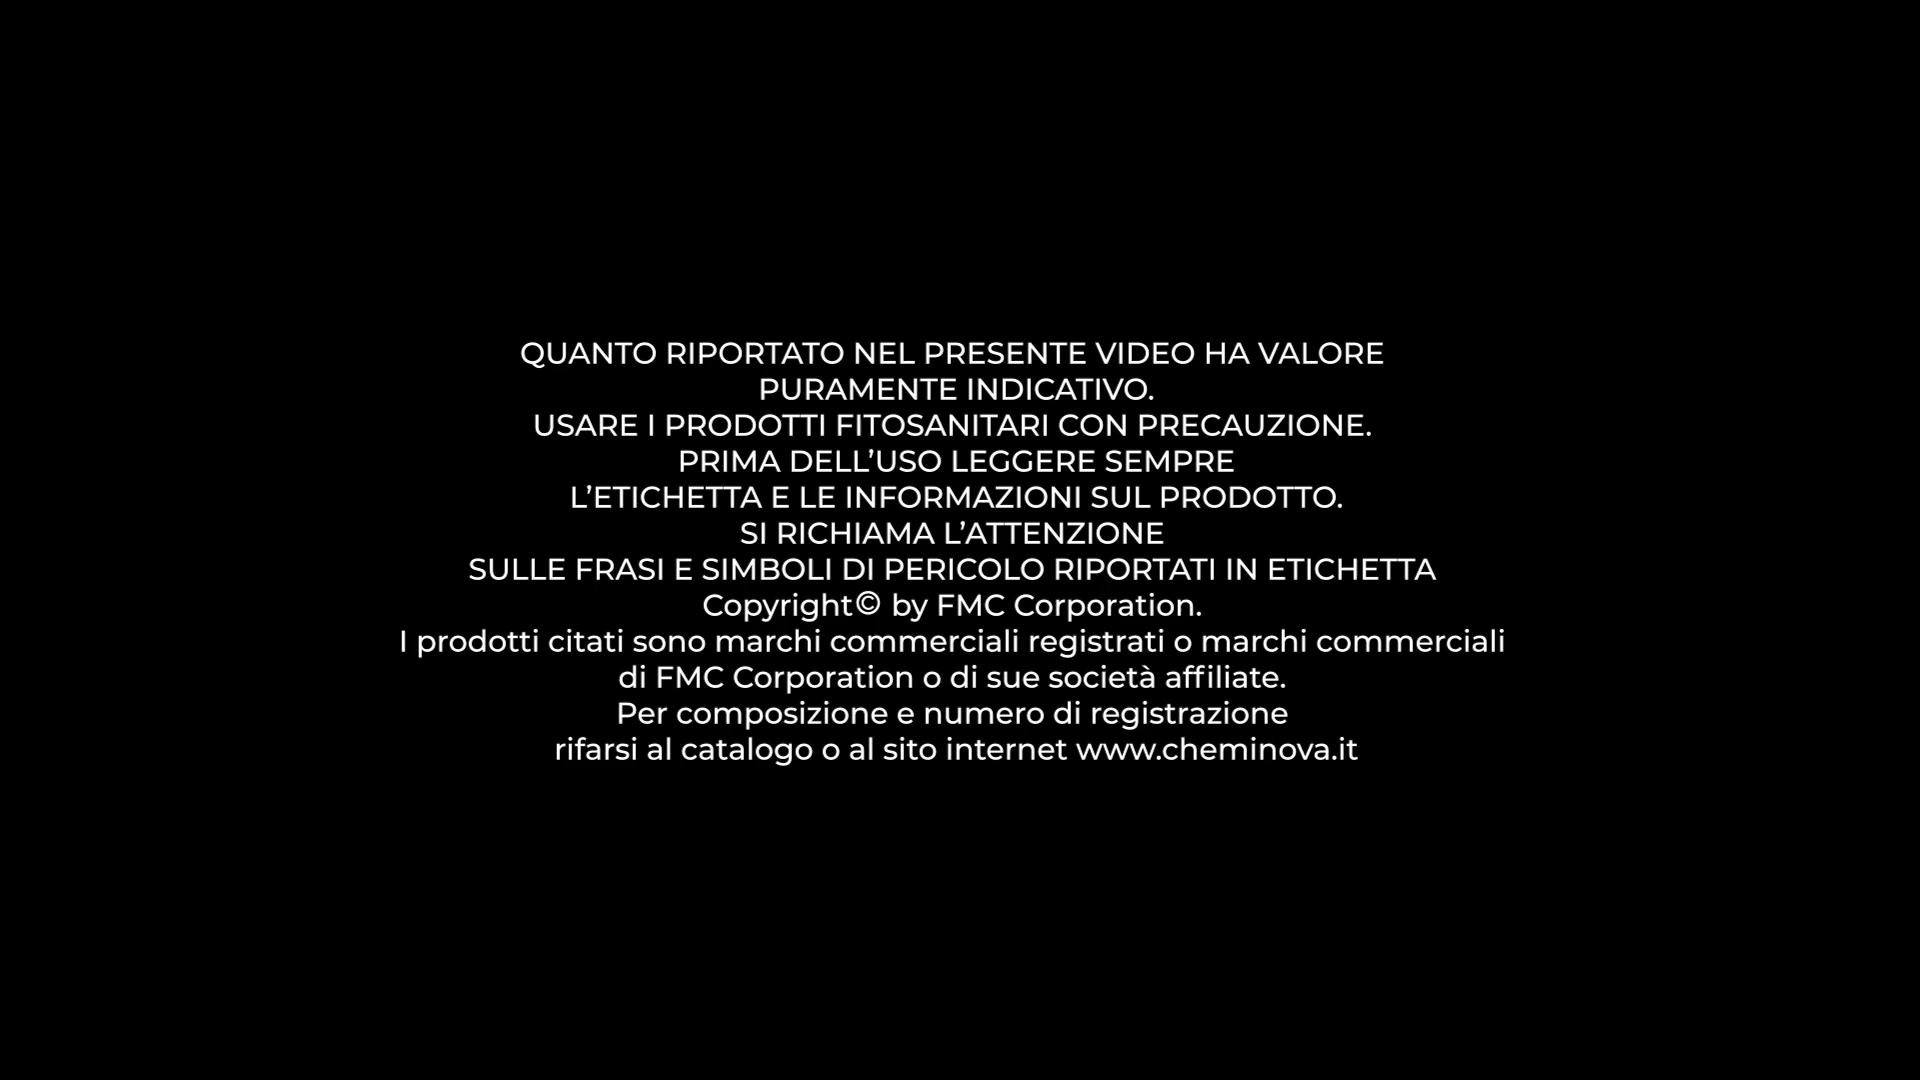 QUANTO RIPORTATO NEL PRESENTE VIDEO HA VALORE
PURAMENTE INDICATIVO.
USARE I PRODOTTI FITOSANITARI CON PRECAUZIONE.
PRIMA DELL’USO LEGGERE SEMPRE
L’ETICHETTA E LE INFORMAZIONI SUL PRODOTTO.
SI RICHIAMA L’ATTENZIONE
SULLE FRASI E SIMBOLI DI PERICOLO RIPORTATI IN ETICHETTA
Copyright© by FMC Corporation.
I prodotti citati sono marchi commerciali registrati o marchi commerciali
di FMC Corporation o di sue società affiliate.
Per composizione e numero di registrazione
rifarsi al catalogo o al sito internet www.cheminova.it